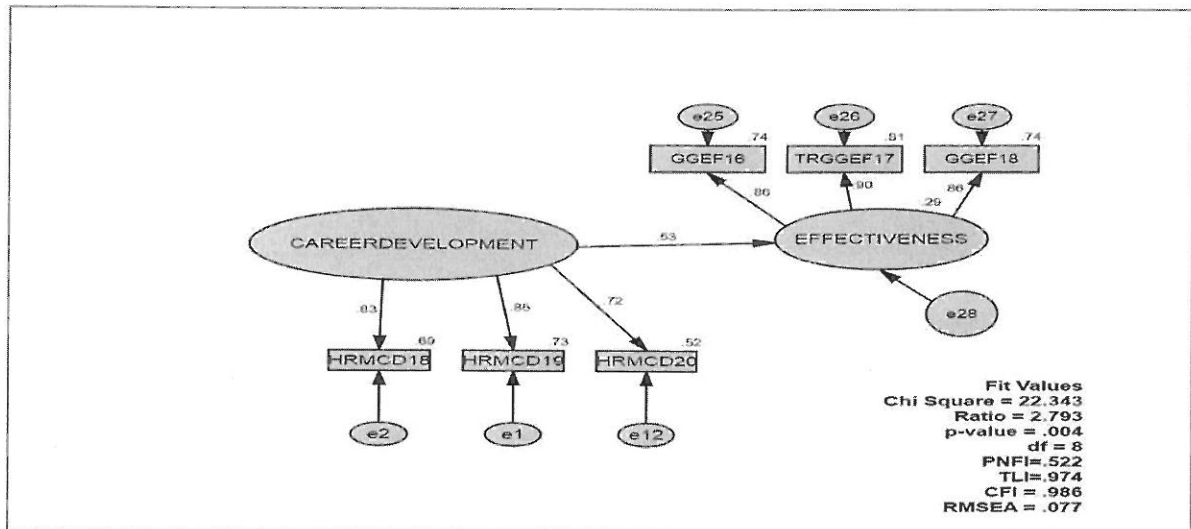 e25 e26 e27
.74 .81 .74
GGEF16 TRGGEF17 GGEF18
.86 .90 .86
.29
CAREERDEVELOPMENT .53 EFFECTIVENESS
.83 .85 .72
e28
.69 .73 .52
HRMCD18 HRMCD19 HRMCD20
e2 e1 e12
Fit Values
Chi Square = 22.343
Ratio = 2.793
p-value = .004
df = 8
PNFI=.522
TLI=.974
CFI = .986
RMSEA = .077